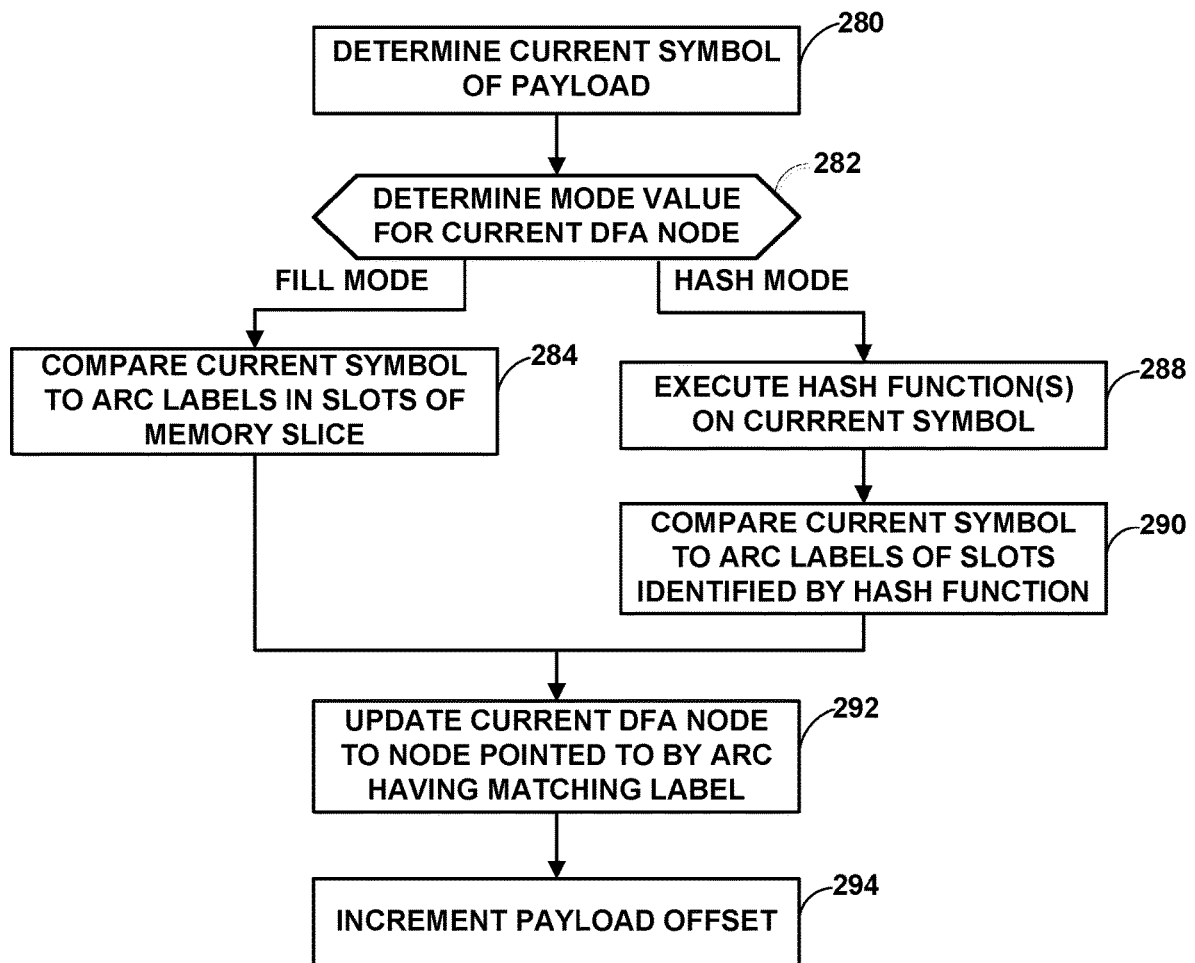 280
DETERMINE CURRENT SYMBOL
OF PAYLOAD
282
DETERMINE MODE VALUE
FOR CURRENT DFA NODE
FILL MODE
HASH MODE
284
COMPARE CURRENT SYMBOL
TO ARC LABELS IN SLOTS OF
MEMORY SLICE
288
EXECUTE HASH FUNCTION(S)
ON CURRRENT SYMBOL
290
COMPARE CURRENT SYMBOL
TO ARC LABELS OF SLOTS
IDENTIFIED BY HASH FUNCTION
292
UPDATE CURRENT DFA NODE
TO NODE POINTED TO BY ARC
HAVING MATCHING LABEL
294
INCREMENT PAYLOAD OFFSET